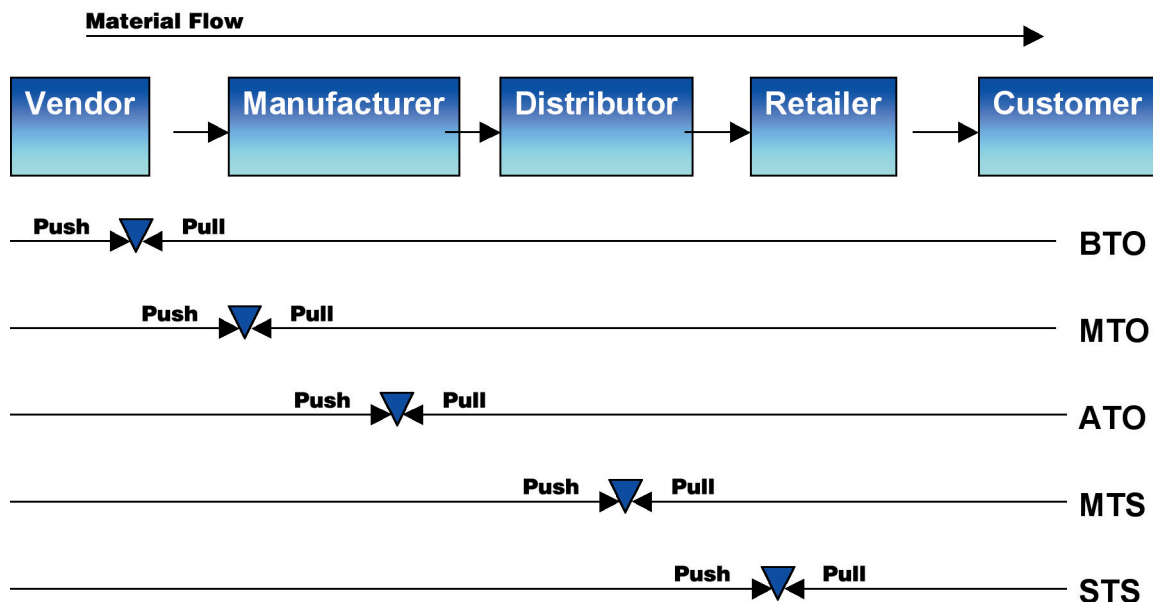 Material Flow
Vendor Manufacturer Distributor Retailer Customer
Push Pull BTO
Push Pull MTO
Push Pull ATO
Push Pull MTS
Push Pull STS